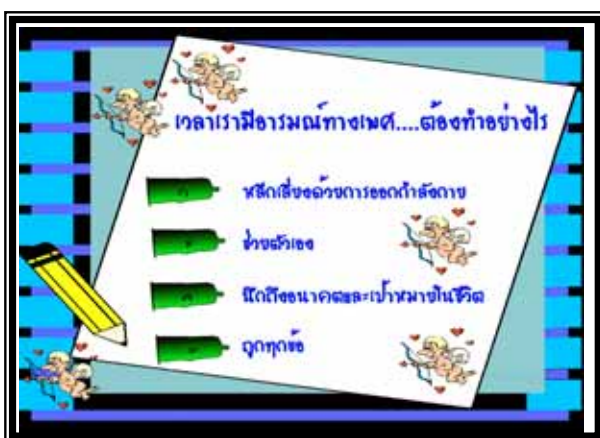 เวลาเรามีอารมณ์ทางเพศ....ต้องทำอย่างไร
หลีกเลี่ยงด้วยการออกกำลังกาย
ช่วยตัวเอง
นึกถึงอนาคตและเป้าหมายในชีวิต
ถูกทุกข้อ